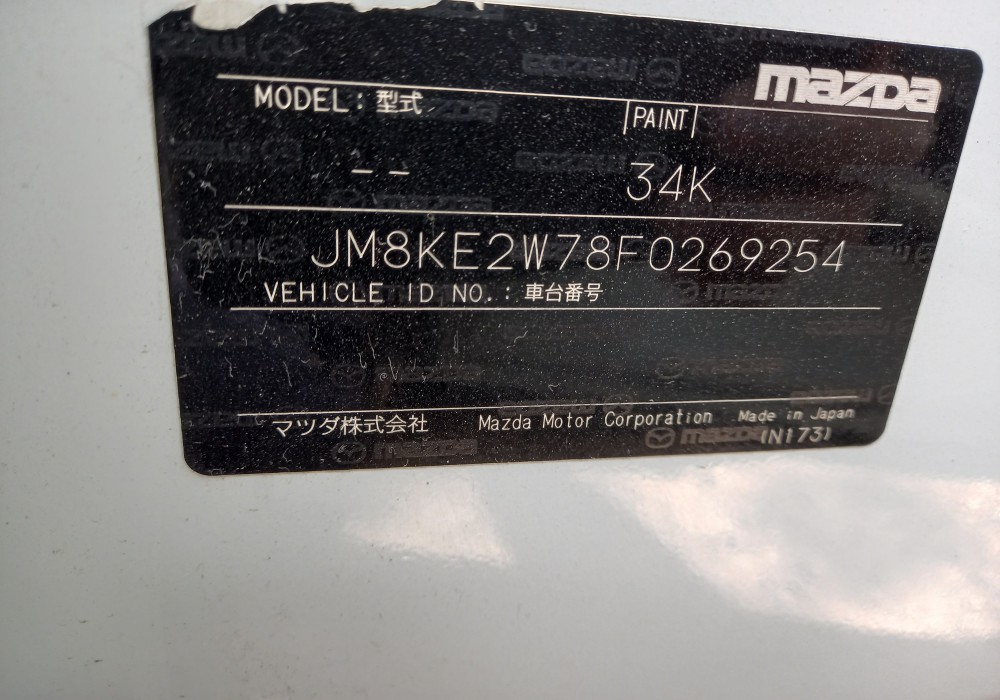 mazda
MODEL: 型式
PAINT
-- 34K
JM8KE2W78F0269254
VEHICLE ID NO.: 車台番号
マツダ株式会社 Mazda Motor Corporation Made in Japan
(N173)